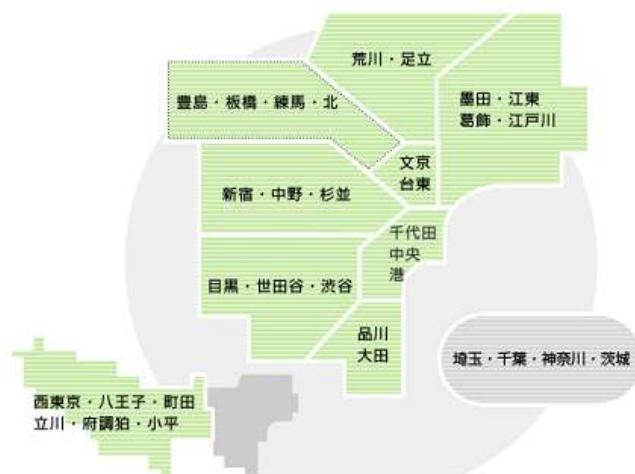 荒川・足立
豊島・板橋・練馬・北
墨田・江東
葛飾・江戸川
文京
台東
新宿・中野・杉並
千代田
中央
港
目黒・世田谷・渋谷
品川
大田
埼玉・千葉・神奈川・茨城
西東京・八王子・町田
立川・府調狛・小平